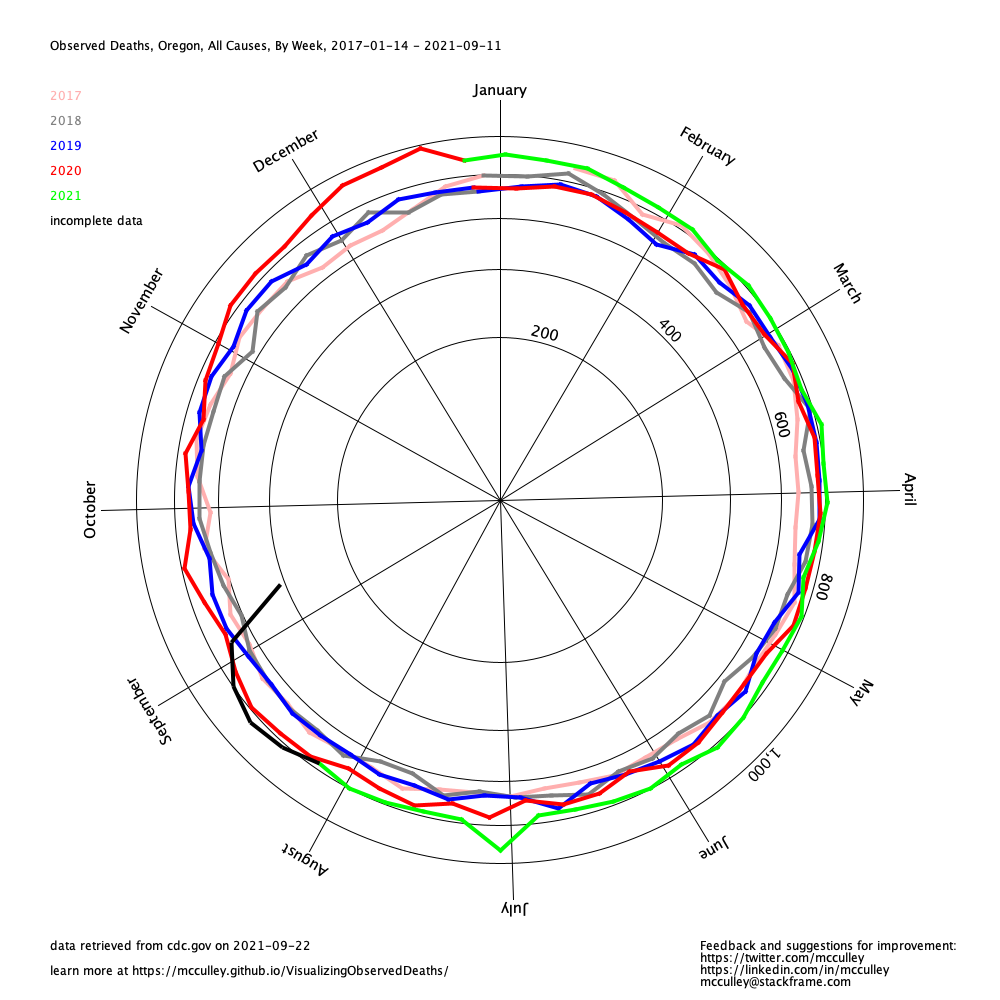 Observed Deaths, Oregon, All Causes, By Week, 2017-01-14 - 2021-09-11
2017
2018
2019
2020
2021
incomplete data
January
February
March
April
May
June
July
August
September
October
November
December
200
400
600
800
1,000
data retrieved from cdc.gov on 2021-09-22
learn more at https://mcculley.github.io/VisualizingObservedDeaths/
Feedback and suggestions for improvement:
https://twitter.com/mcculley
https://linkedin.com/in/mcculley
mcculley@stackframe.com